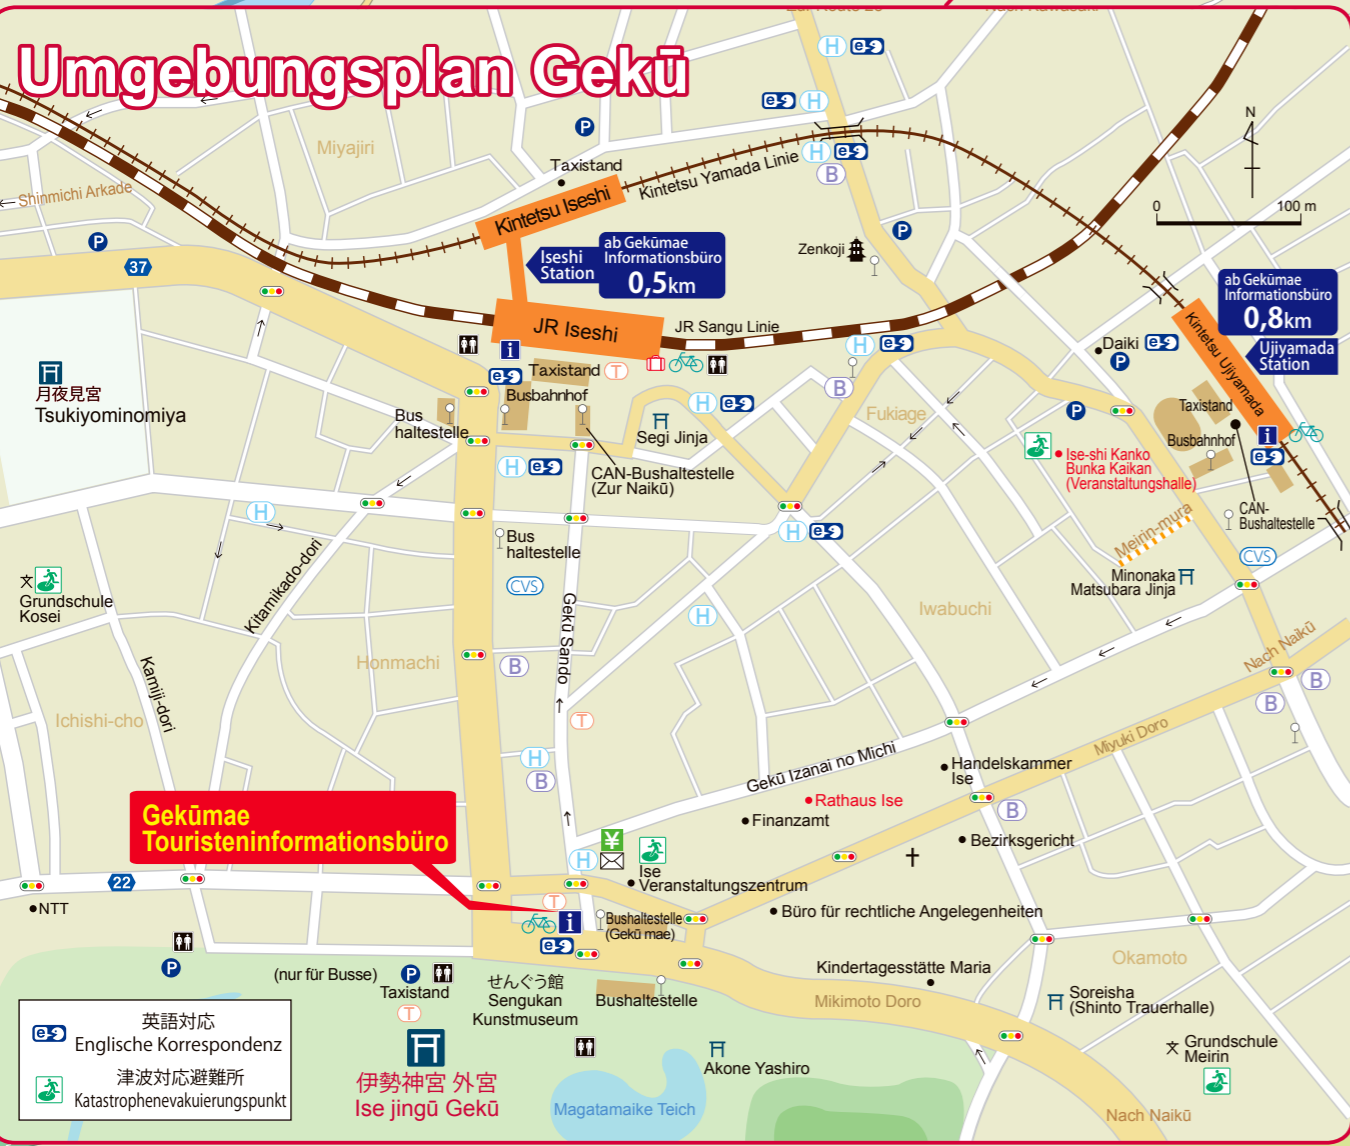 Umgebungsplan Gekū
N
0 100 m
Miyajiri
Shinmichi Arkade
P
37
Taxistand
Kintetsu Iseshi
Kintetsu Yamada Linie
Iseshi
Station
ab Gekūmae
Informationsbüro
0,5km
JR Iseshi
JR Sangu Linie
Zenkoji
ab Gekūmae
Informationsbüro
0,8km
Ujiyamada
Station
Kintetsu Ujiyamada
Daiki
Taxistand
Busbahnhof
CAN-
Bushaltestelle
Ise-shi Kanko
Bunka Kaikan
(Veranstaltungshalle)
Meirin-mura
Minonaka
Matsubara Jinja
CVS
月夜見宮
Tsukiyominomiya
Taxistand
T
Busbahnhof
Bus
haltestelle
CAN-Bushaltestelle
(Zur Naikū)
Segi Jinja
Fukiage
H
B
Bus
haltestelle
CVS
Gekū Sando
Kitamikado-dori
文
Grundschule
Kosei
Kamiji-dori
Honmachi
Ichishi-cho
Iwabuchi
Nach Naikū
Miyuki Doro
Gekū Izanai no Michi
Handelskammer
Ise
Rathaus Ise
Finanzamt
Bezirksgericht
Gekūmae
Touristeninformationsbüro
22
NTT
¥
Ise
Veranstaltungszentrum
Bushaltestelle
(Gekū mae)
Büro für rechtliche Angelegenheiten
Kindertagesstätte Maria
Mikimoto Doro
Okamoto
Soreisha
(Shinto Trauerhalle)
文 Grundschule
Meirin
Nach Naikū
(nur für Busse)
P
Taxistand
T
せんぐう館
Sengukan
Kunstmuseum
Bushaltestelle
Akone Yashiro
Magatamaike Teich
伊勢神宮 外宮
Ise jingū Gekū
英語対応
Englische Korrespondenz
津波対応避難所
Katastrophenevakuierungspunkt